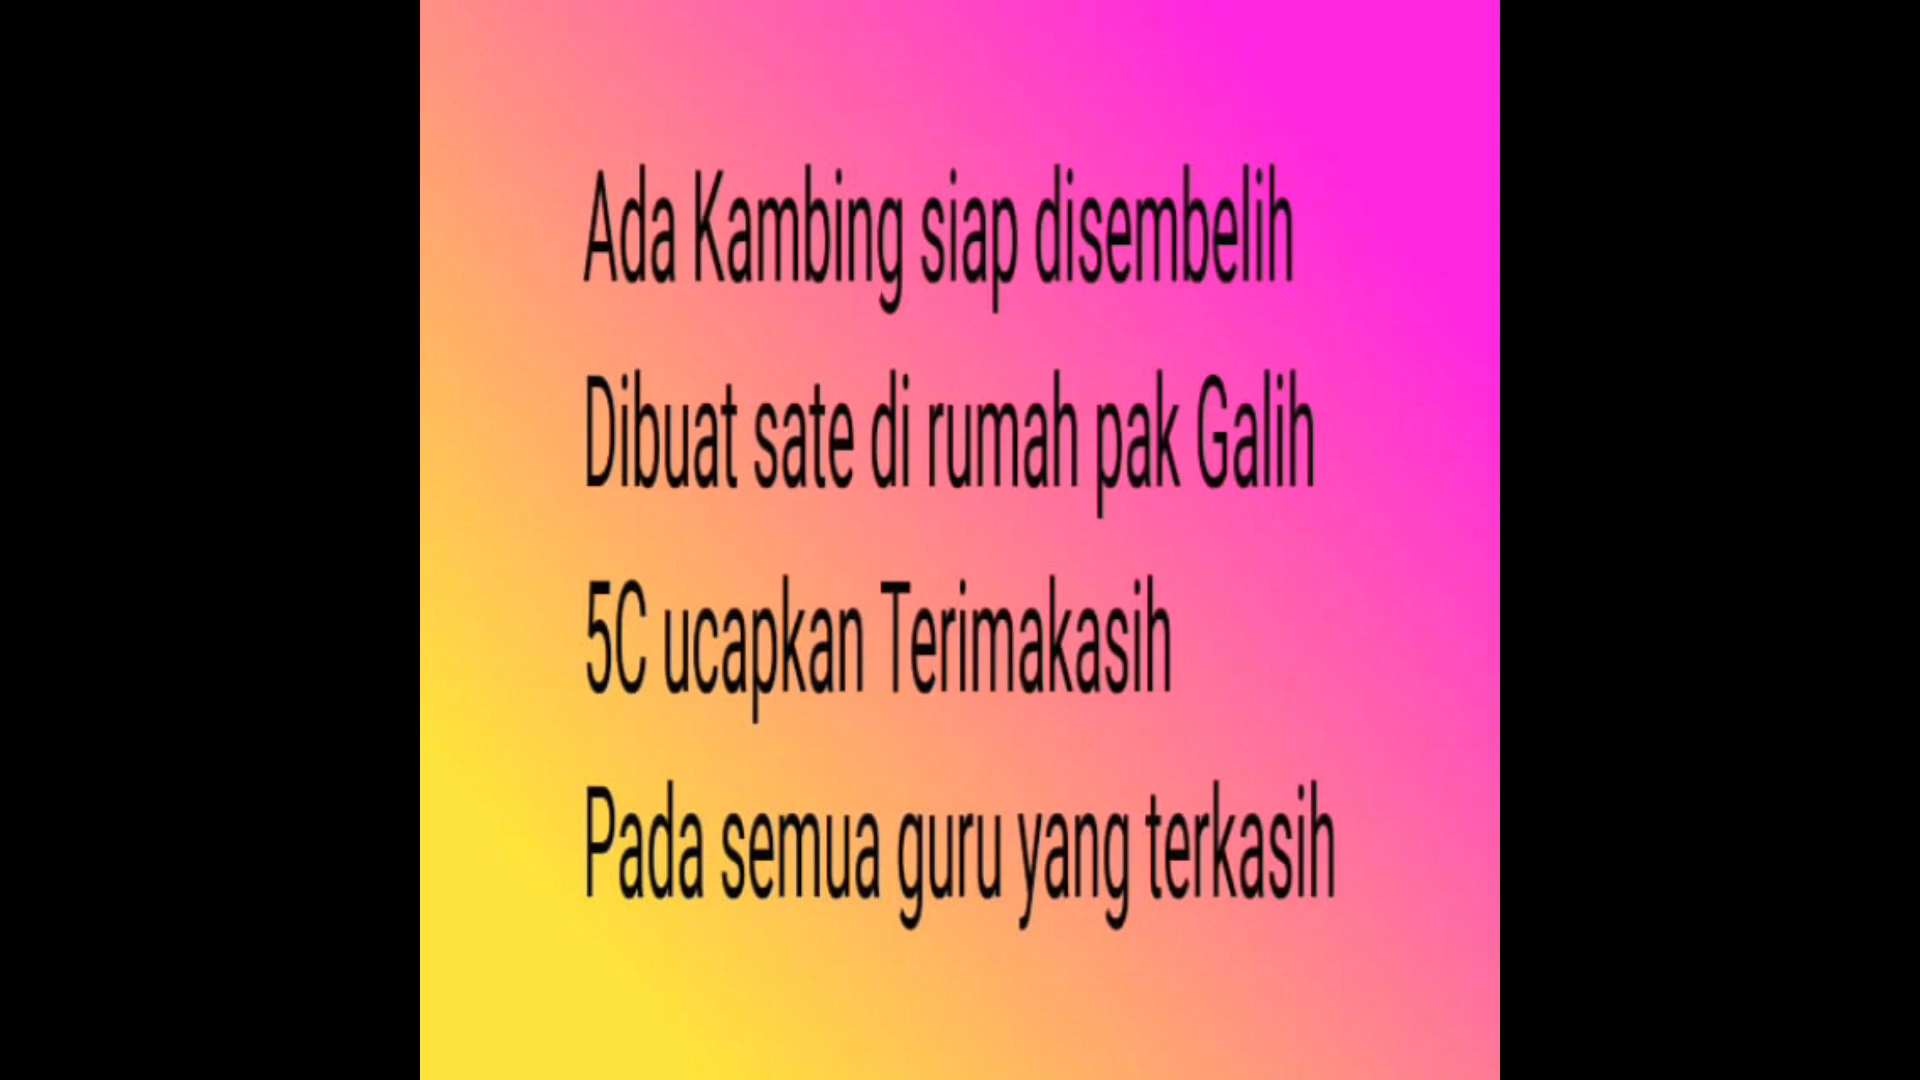 Ada Kambing siap disembelih
Dibuat sate di rumah pak Galih
5C ucapkan Terimakasih
Pada semua guru yang terkasih